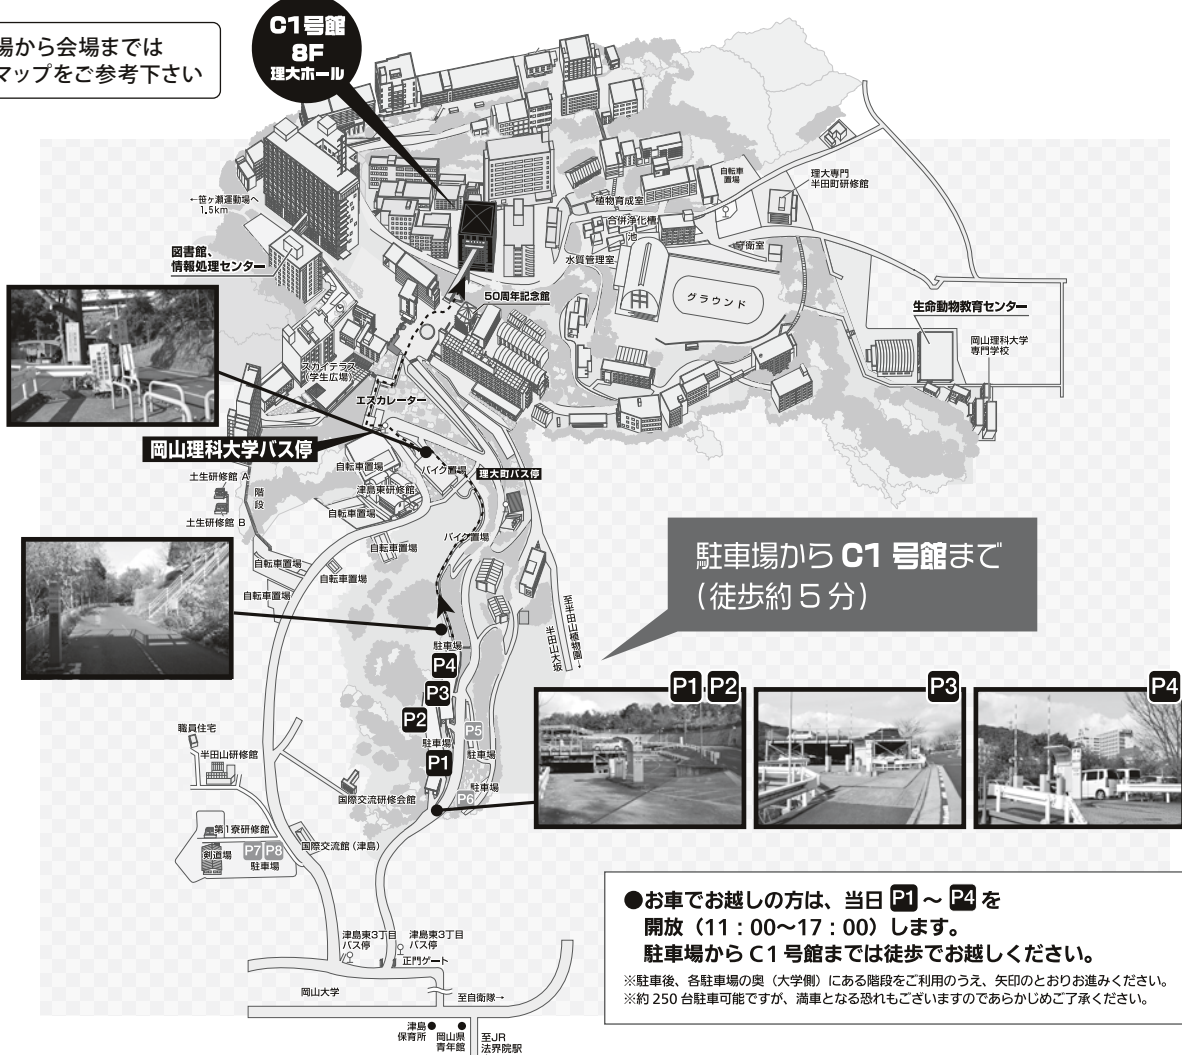 場から会場までは
マップをご参考下さい
C1号館
8F
理大ホール
←笹ヶ瀬運動場へ
1.5km
図書館、
情報処理センター
自転車
置場
理大専門
半田町研修館
植物育成室
合併浄化槽
池
守衛室
水質管理室
50周年記念館
グラウンド
生命動物教育センター
岡山理科大学
専門学校
スカイテラス
(学生広場)
エスカレーター
岡山理科大学バス停
自転車置場
バイク置場
理大町バス停
土生研修館 A
階段
津島東研修館
土生研修館 B
自転車置場
バイク置場
自転車置場
自転車置場
自転車置場
自転車置場
駐車場から C1 号館まで
(徒歩約 5 分)
至半田山植物園→
半田山大坂
駐車場
P4
P3
P2
P5
駐車場
駐車場
P1
駐車場
P6
P1
P2
P3
P4
職員住宅
半田山研修館
国際交流研修会館
第1寮研修館
剣道場
P7
P8
駐車場
国際交流館(津島)
●お車でお越しの方は、当日 P1 ～ P4 を
開放（11：00～17：00）します。
駐車場から C1 号館までは徒歩でお越しください。
※駐車後、各駐車場の奥（大学側）にある階段をご利用のうえ、矢印のとおりお進みください。
※約 250 台駐車可能ですが、満車となる恐れもございますのであらかじめご了承ください。
津島東3丁目
バス停
津島東3丁目
バス停
正門ゲート
岡山大学
至自衛隊→
津島
保育所
岡山県
青年館
至JR
法界院駅